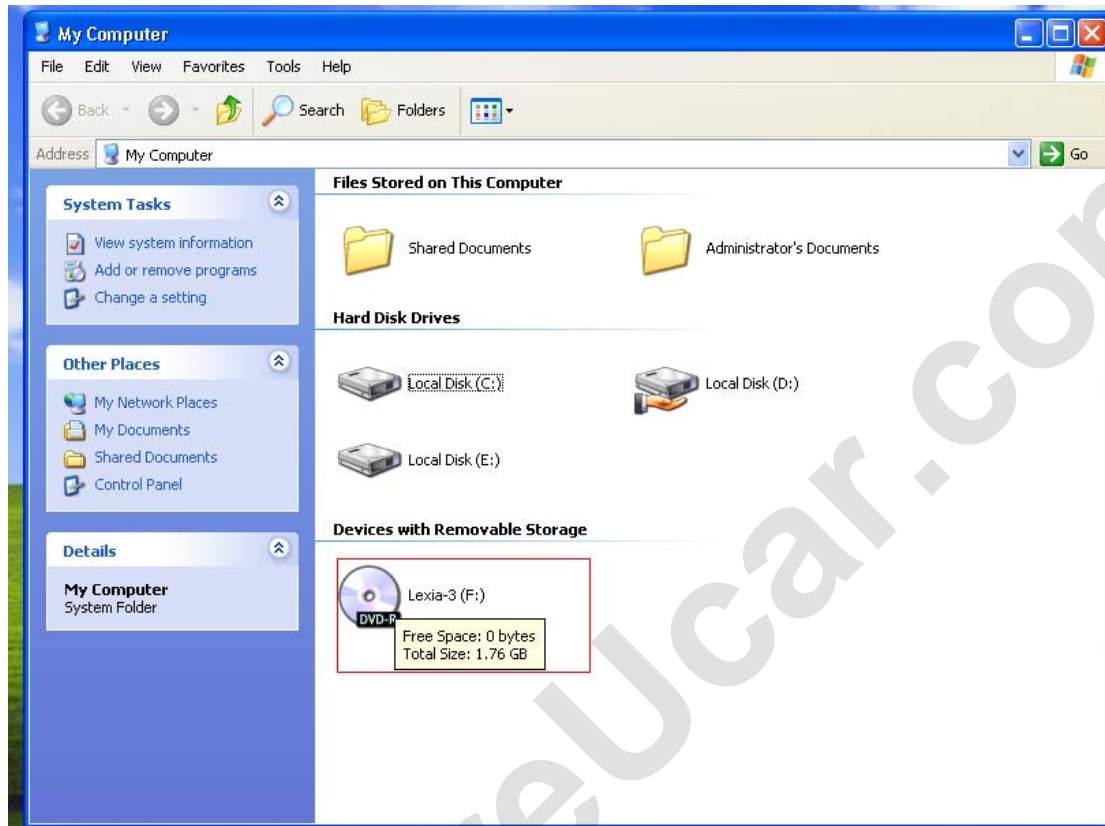 My Computer
File Edit View Favorites Tools Help
Back Search Folders
Address My Computer Go
System Tasks
View system information
Add or remove programs
Change a setting
Other Places
My Network Places
My Documents
Shared Documents
Control Panel
Details
My Computer
System Folder
Files Stored on This Computer
Shared Documents Administrator's Documents
Hard Disk Drives
Local Disk (C:) Local Disk (D:)
Local Disk (E:)
Devices with Removable Storage
Lexia-3 (F:)
DVD-R
Free Space: 0 bytes
Total Size: 1.76 GB